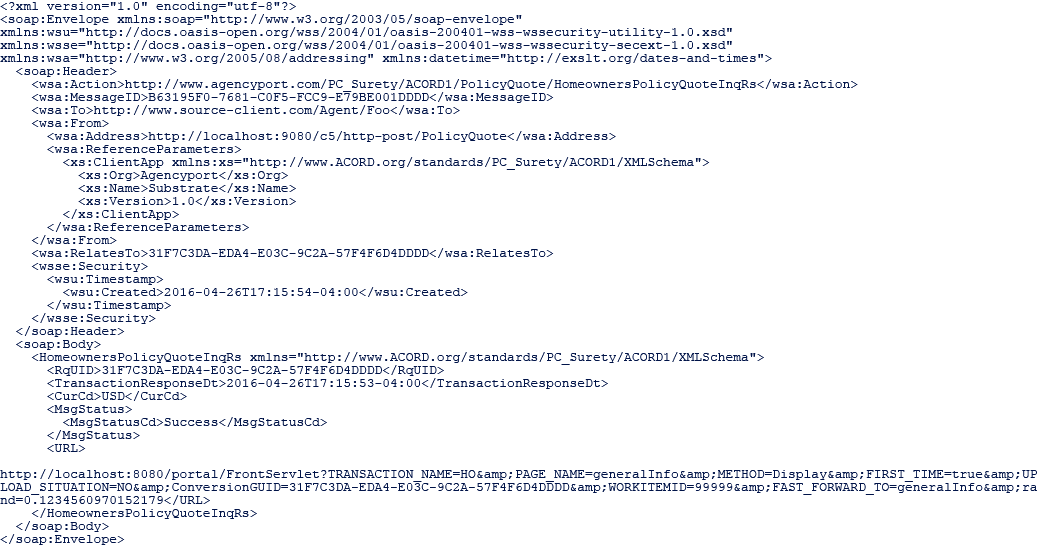 <?xml version="1.0" encoding="utf-8"?>
<soap:Envelope xmlns:soap="http://www.w3.org/2003/05/soap-envelope"
xmlns:wsu="http://docs.oasis-open.org/wss/2004/01/oasis-200401-wss-wssecurity-utility-1.0.xsd"
xmlns:wsse="http://docs.oasis-open.org/wss/2004/01/oasis-200401-wss-wssecurity-secext-1.0.xsd"
xmlns:wsa="http://www.w3.org/2005/08/addressing" xmlns:datetime="http://exslt.org/dates-and-times">
  <soap:Header>
    <wsa:Action>http://www.agencyport.com/PC_Surety/ACORD1/PolicyQuote/HomeownersPolicyQuoteInqRs</wsa:Action>
    <wsa:MessageID>B63195F0-7681-C0F5-FCC9-E79BE001DDDD</wsa:MessageID>
    <wsa:To>http://www.source-client.com/Agent/Foo</wsa:To>
    <wsa:From>
      <wsa:Address>http://localhost:9080/c5/http-post/PolicyQuote</wsa:Address>
      <wsa:ReferenceParameters>
        <xs:ClientApp xmlns:xs="http://www.ACORD.org/standards/PC_Surety/ACORD1/XMLSchema">
          <xs:Org>Agencyport</xs:Org>
          <xs:Name>Substrate</xs:Name>
          <xs:Version>1.0</xs:Version>
        </xs:ClientApp>
      </wsa:ReferenceParameters>
    </wsa:From>
    <wsa:RelatesTo>31F7C3DA-EDA4-E03C-9C2A-57F4F6D4DDDD</wsa:RelatesTo>
    <wsse:Security>
      <wsu:Timestamp>
        <wsu:Created>2016-04-26T17:15:54-04:00</wsu:Created>
      </wsu:Timestamp>
    </wsse:Security>
  </soap:Header>
  <soap:Body>
    <HomeownersPolicyQuoteInqRs xmlns="http://www.ACORD.org/standards/PC_Surety/ACORD1/XMLSchema">
      <RqUID>31F7C3DA-EDA4-E03C-9C2A-57F4F6D4DDDD</RqUID>
      <TransactionResponseDt>2016-04-26T17:15:53-04:00</TransactionResponseDt>
      <CurCd>USD</CurCd>
      <MsgStatus>
        <MsgStatusCd>Success</MsgStatusCd>
      </MsgStatus>
      <URL>
http://localhost:8080/portal/FrontServlet?TRANSACTION_NAME=HO&amp;PAGE_NAME=generalInfo&amp;METHOD=Display&amp;FIRST_TIME=true&amp;UP
LOAD_SITUATION=NO&amp;ConversionGUID=31F7C3DA-EDA4-E03C-9C2A-57F4F6D4DDDD&amp;WORKITEMID=99999&amp;FAST_FORWARD_TO=generalInfo&amp;ra
nd=0.1234560970152179</URL>
    </HomeownersPolicyQuoteInqRs>
  </soap:Body>
</soap:Envelope>